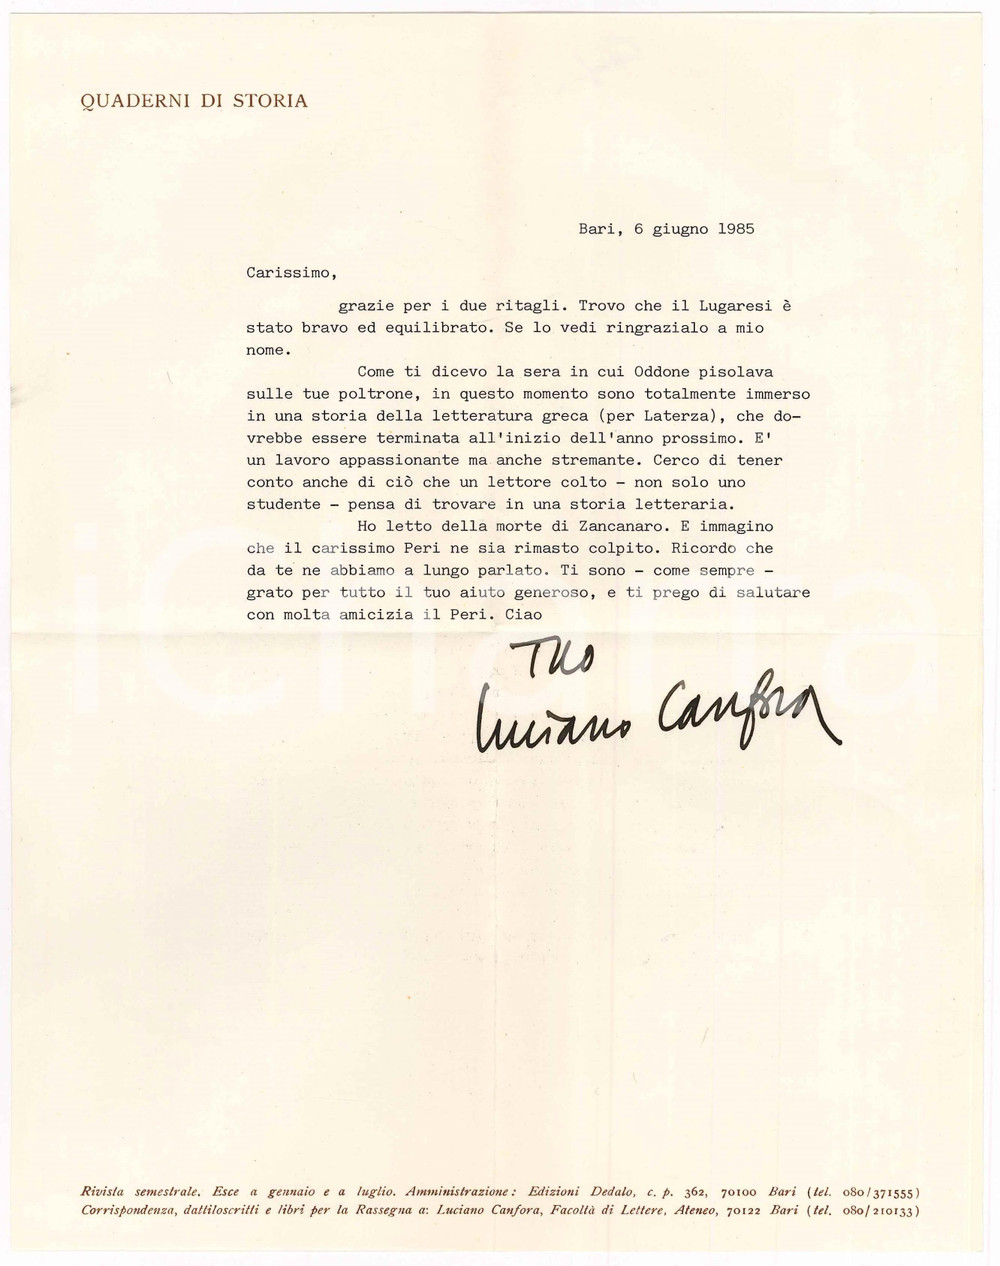 QUADERNI DI STORIA
Bari, 6 giugno 1985
Carissimo,
grazie per i due ritagli. Trovo che il Lugaresi è
stato bravo ed equilibrato. Se lo vedi ringrazialo a mio
nome.
Come ti dicevo la sera in cui Oddone pisolava
sulle tue poltrone, in questo momento sono totalmente immerso
in una storia della letteratura greca (per Laterza), che do-
vrebbe essere terminata all'inizio dell'anno prossimo. E'
un lavoro appassionante ma anche stremante. Cerco di tener
conto anche di ciò che un lettore colto - non solo uno
studente - pensa di trovare in una storia letteraria.
Ho letto della morte di Zancanaro. E immagino
che il carissimo Peri ne sia rimasto colpito. Ricordo che
da te ne abbiamo a lungo parlato. Ti sono - come sempre -
grato per tutto il tuo aiuto generoso, e ti prego di salutare
con molta amicizia il Peri. Ciao
Tuo
Luciano Canfora
Rivista semestrale. Esce a gennaio e a luglio. Amministrazione: Edizioni Dedalo, c. p. 362, 70100 Bari (tel. 080/371555)
Corrispondenza, dattiloscritti e libri per la Rassegna a: Luciano Canfora, Facoltà di Lettere, Ateneo, 70122 Bari (tel. 080/210133)